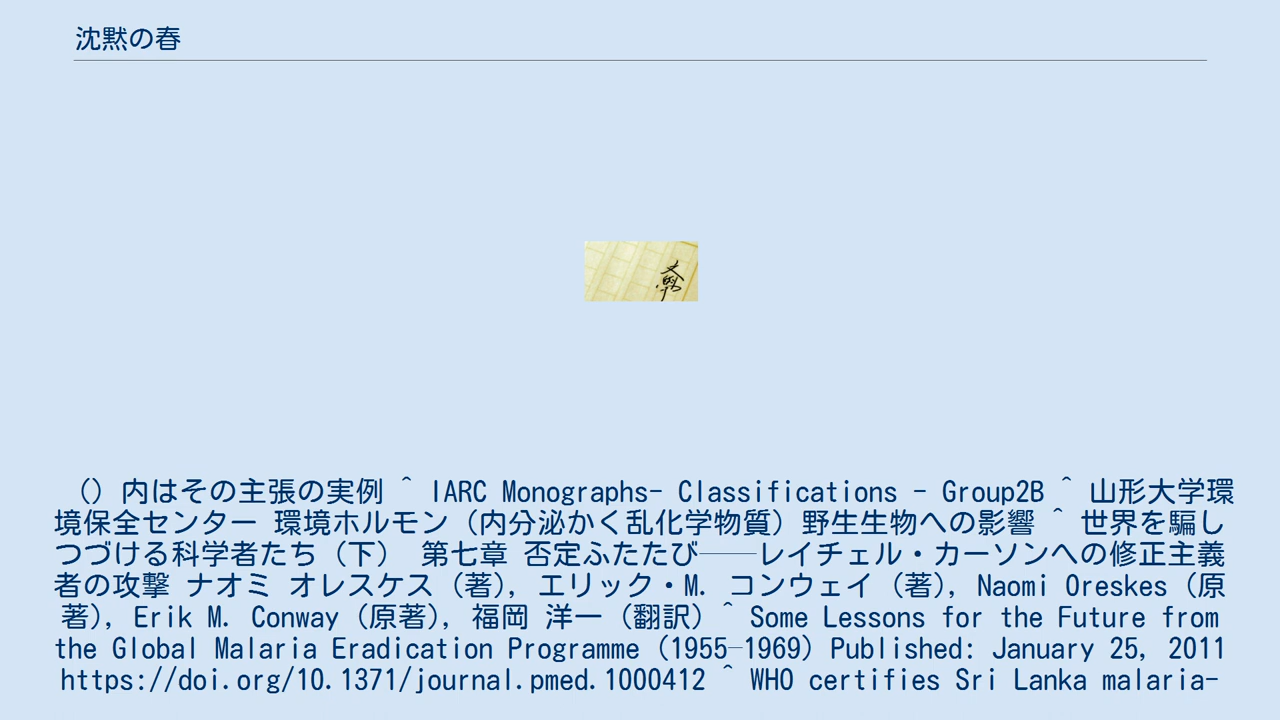 沈黙の春
（）内はその主張の実例 ^ IARC Monographs- Classifications - Group2B ^ 山形大学環
境保全センター 環境ホルモン（内分泌かく乱化学物質）野生生物への影響 ^ 世界を騙し
つづける科学者たち（下） 第七章 否定ふたたび――レイチェル・カーソンへの修正主義
者の攻撃 ナオミ オレスケス（著），エリック・M. コンウェイ（著），Naomi Oreskes（原
著），Erik M. Conway（原著），福岡 洋一（翻訳）^ Some Lessons for the Future from
the Global Malaria Eradication Programme (1955–1969) Published: January 25, 2011
https://doi.org/10.1371/journal.pmed.1000412 ^ WHO certifies Sri Lanka malaria-